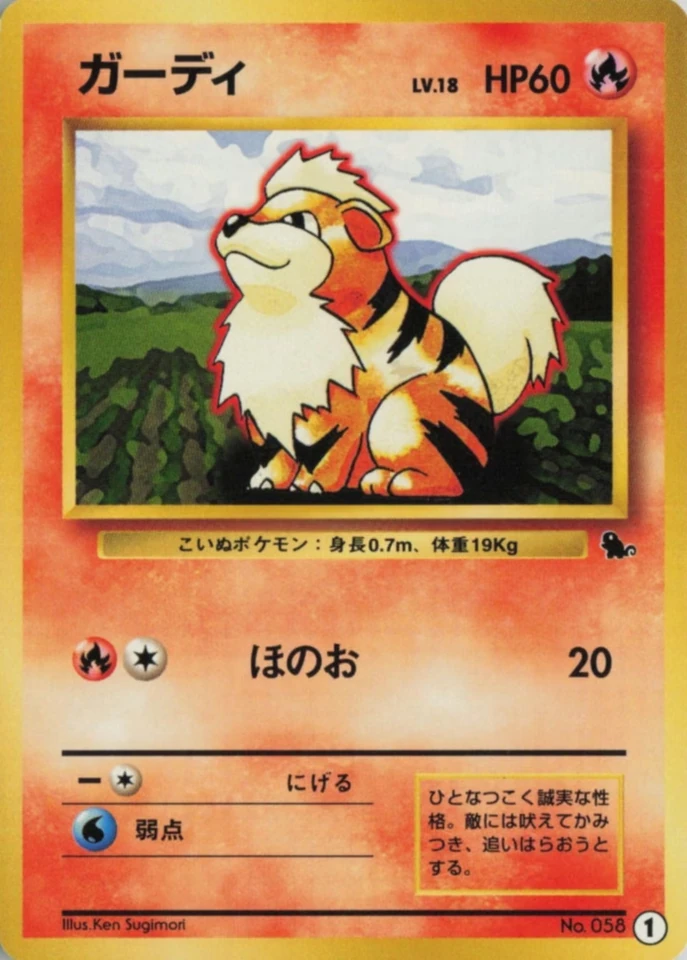 ガーディ LV.18 HP60
こいぬポケモン：身長0.7m、体重19Kg
ほのお 20
− にげる
弱点
ひとなつこく誠実な性
格。敵には吠えてかみ
つき、追いはらおうと
する。
Illus.Ken Sugimori No. 058 1